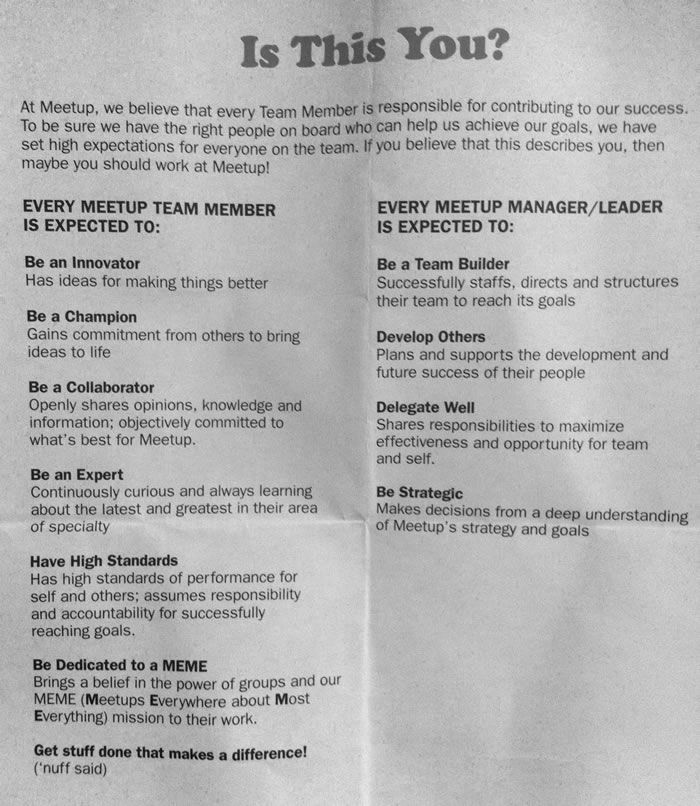 Is This You?
At Meetup, we believe that every Team Member is responsible for contributing to our success.
To be sure we have the right people on board who can help us achieve our goals, we have
set high expectations for everyone on the team. If you believe that this describes you, then
maybe you should work at Meetup!
EVERY MEETUP TEAM MEMBER
IS EXPECTED TO:
Be an Innovator
Has ideas for making things better
Be a Champion
Gains commitment from others to bring
ideas to life
Be a Collaborator
Openly shares opinions, knowledge and
information; objectively committed to
what's best for Meetup.
Be an Expert
Continuously curious and always learning
about the latest and greatest in their area
of specialty
Have High Standards
Has high standards of performance for
self and others; assumes responsibility
and accountability for successfully
reaching goals.
Be Dedicated to a MEME
Brings a belief in the power of groups and our
MEME (Meetups Everywhere about Most
Everything) mission to their work.
Get stuff done that makes a difference!
('nuff said)
EVERY MEETUP MANAGER/LEADER
IS EXPECTED TO:
Be a Team Builder
Successfully staffs, directs and structures
their team to reach its goals
Develop Others
Plans and supports the development and
future success of their people
Delegate Well
Shares responsibilities to maximize
effectiveness and opportunity for team
and self.
Be Strategic
Makes decisions from a deep understanding
of Meetup's strategy and goals